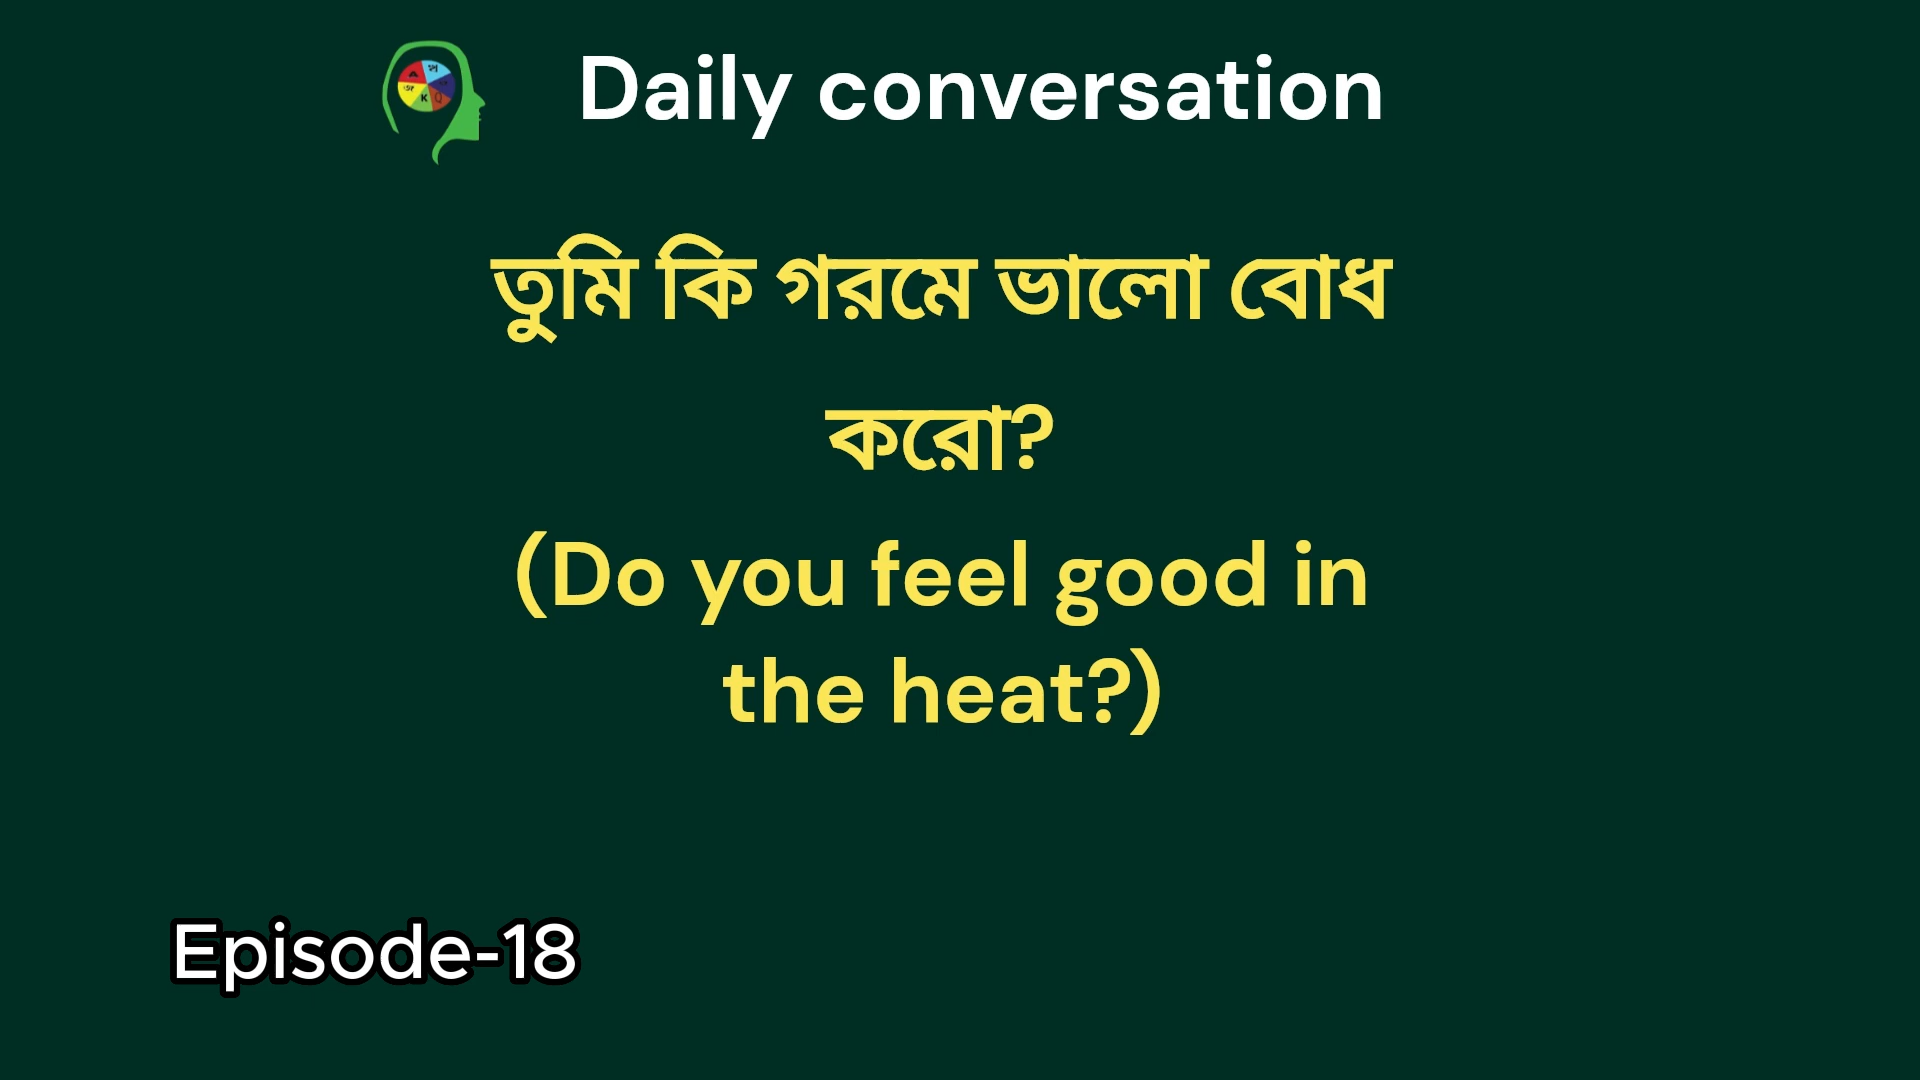 Daily conversation
তুমি কি গরমে ভালো বোধ
করো?
(Do you feel good in
the heat?)
Episode-18